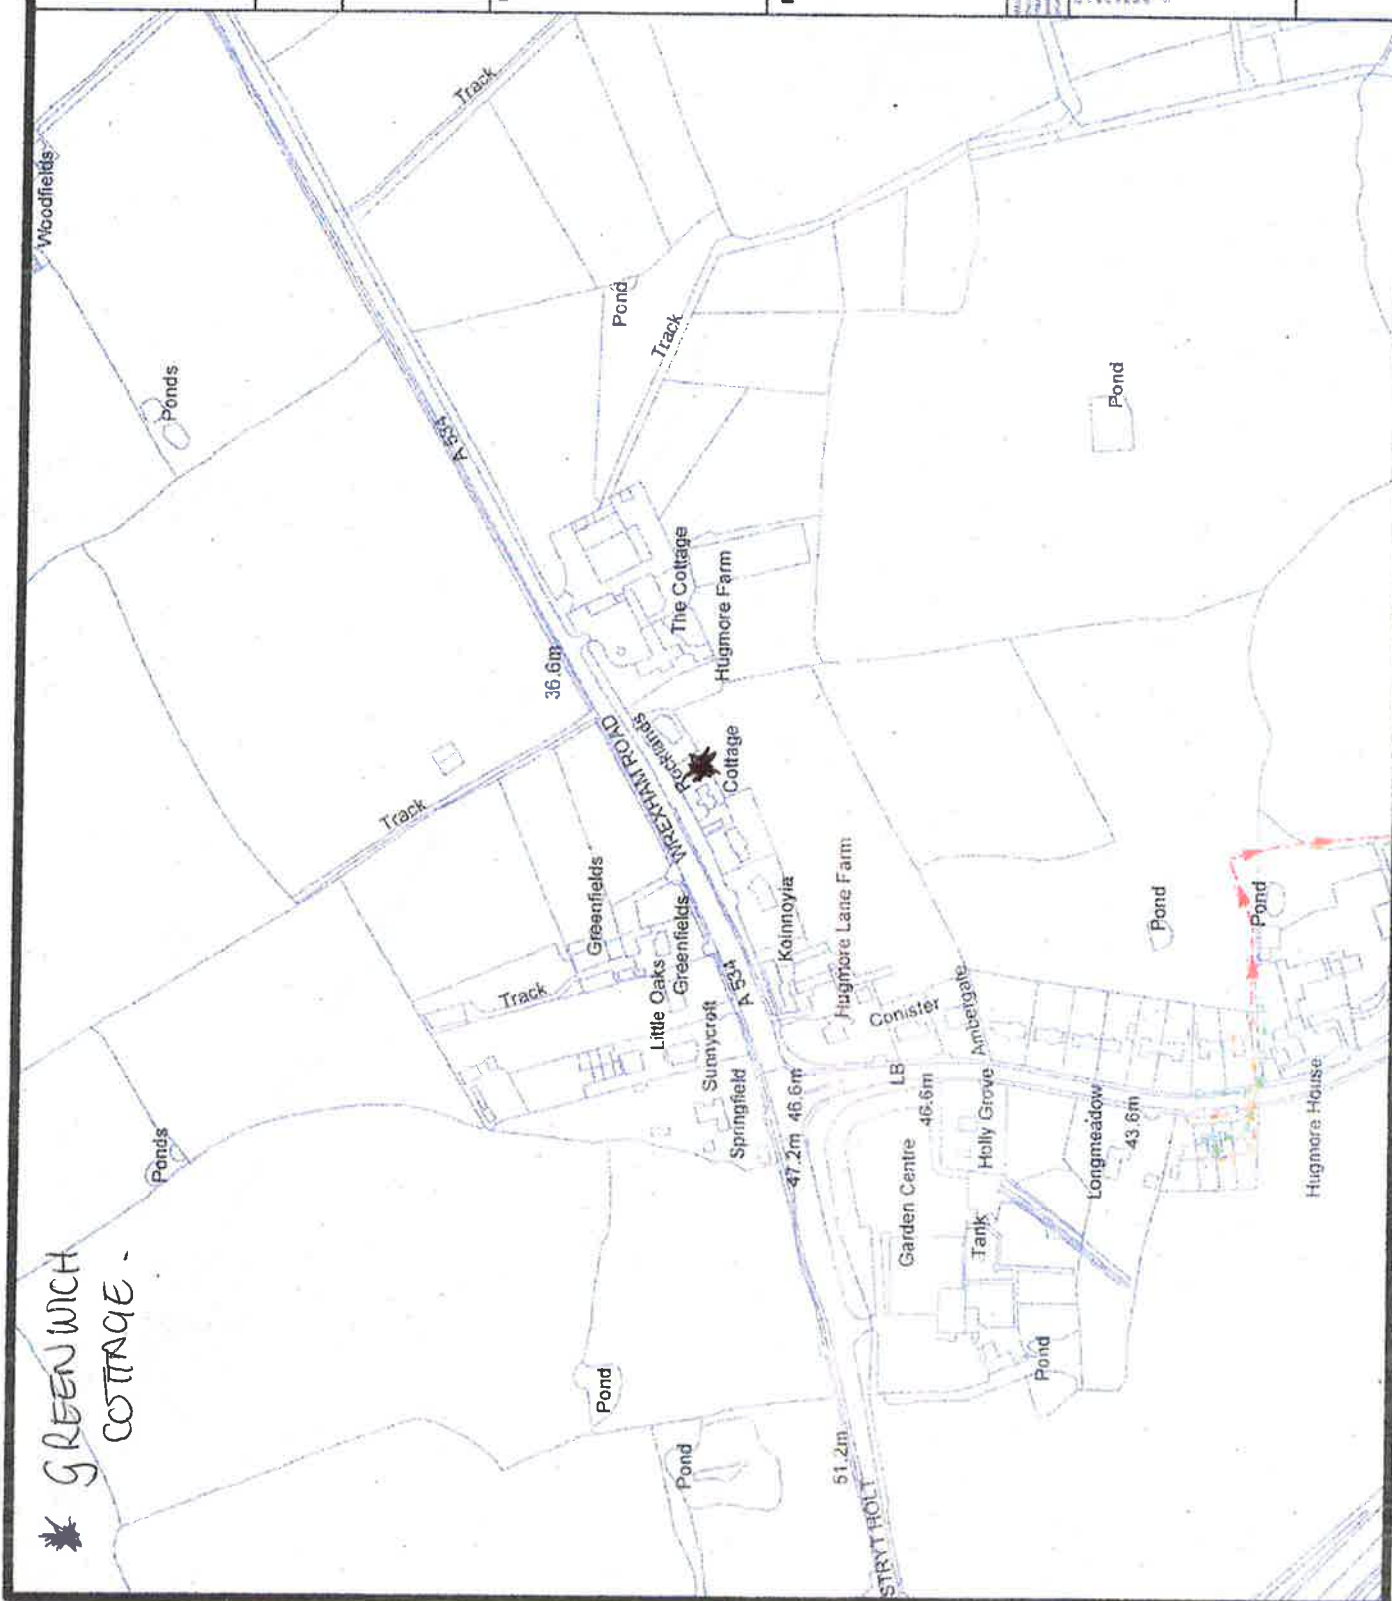 * GREENWICH
COTTAGE.
Woodfields
Track
Ponds
A 534
Pond
Track
Pond
36.6m
The Cottage
Hugmore Farm
Track
WREXHAM ROAD
Rocklands
Cottage
Greenfields
Greenfields
Little Oaks
Track
Sunnycroft
Springfield
A 534
Koinnoyia
Hugmore Lane Farm
Conister
Ambergate
Pond
Pond
Ponds
47.2m
46.6m
LB
46.6m
Garden Centre
Holly Grove
Tank
Longmeadow
43.6m
Hugmore House
Pond
Pond
Pond
51.2m
STRYT HOLT